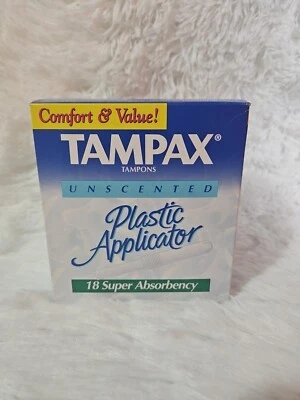 Comfort & Value!
TAMPAX®
TAMPONS
UNSCENTED
Plastic
Applicator
18 Super Absorbency